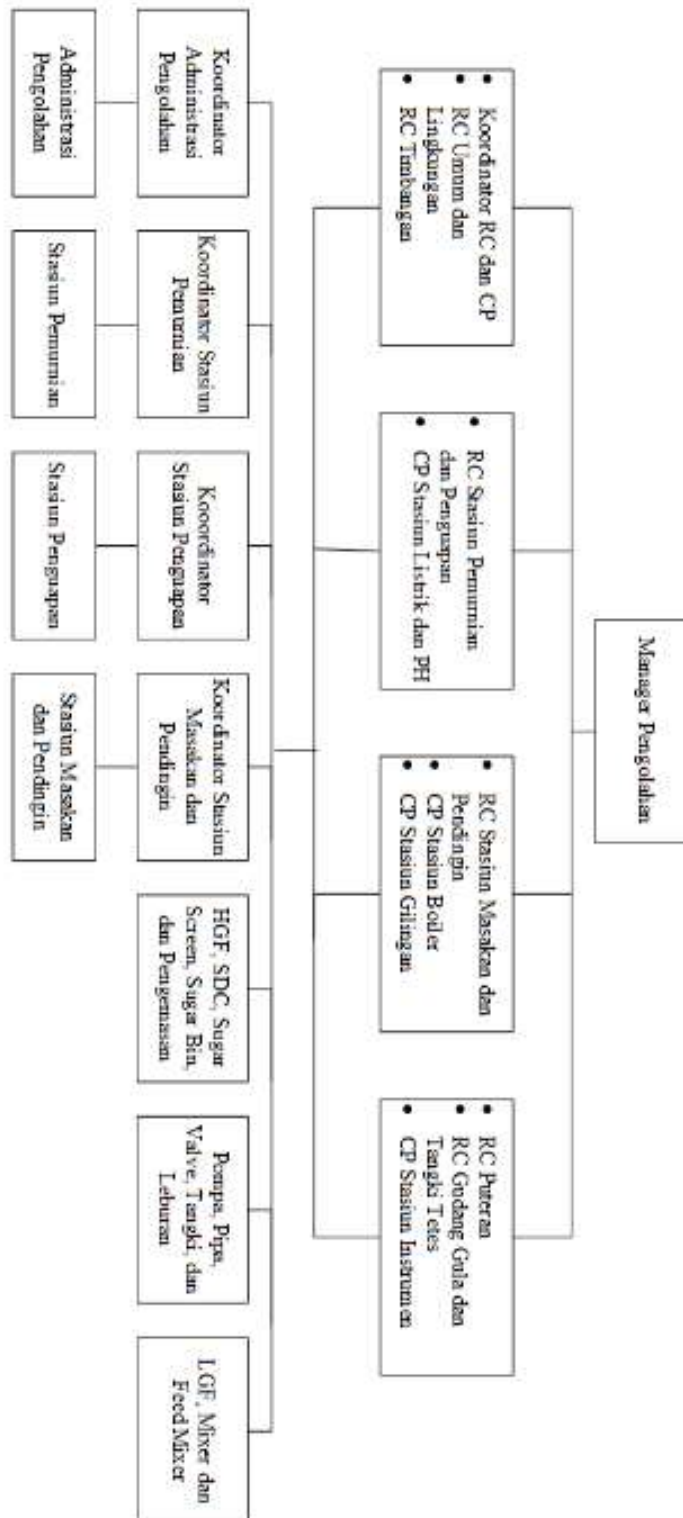 Manager Pengolahan
• Koordinator RC dan CP
• RC Umum dan
Lingkungan
• RC Timbangan
• RC Stasiun Pemurnian
dan Penguapan
• CP Stasiun Listrik dan PH
• RC Stasiun Masakan dan
Pendingin
• CP Stasiun Boiler
• CP Stasiun Gilingan
• RC Puteran
• RC Gudang Gula dan
Tangki Tetes
• CP Stasiun Instrumen
Koordinator
Administrasi
Pengolahan
Koordinator Stasiun
Pemurnian
Kooordinator
Stasiun Penguapan
Koordinator Stasiun
Masakan dan
Pendingin
HGF, SDC, Sugar
Screen, Sugar Bin,
dan Pengemasan
Pompa, Pipa,
Valve, Tangki, dan
Leburan
LGF, Mixer dan
Feed Mixer
Administrasi
Pengolahan
Stasiun Pemurnian
Stasiun Penguapan
Stasiun Masakan
dan Pendingin